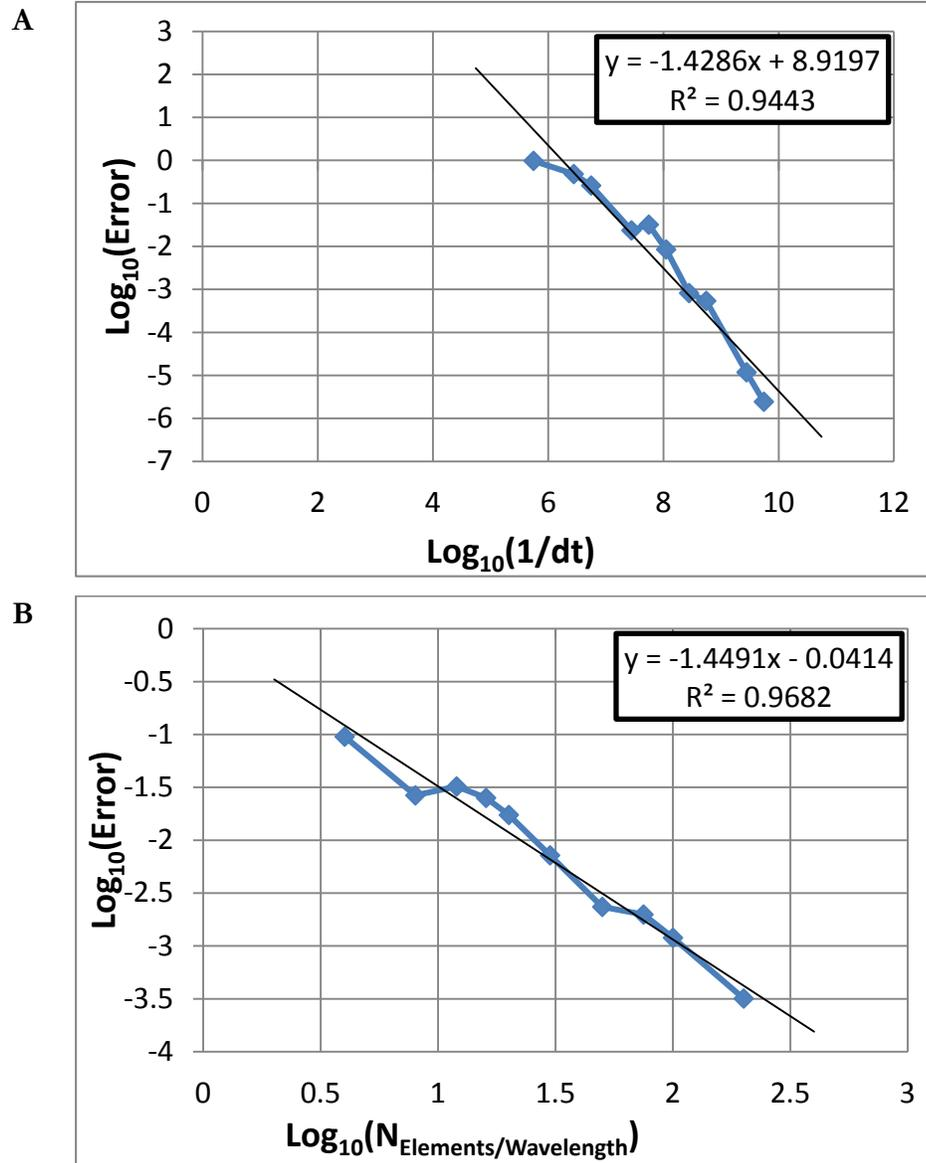 A
3
2
1
0
-1
-2
-3
-4
-5
-6
-7
Log₁₀(Error)
y = -1.4286x + 8.9197
R² = 0.9443
0 2 4 6 8 10 12
Log₁₀(1/dt)
B
0
-0.5
-1
-1.5
-2
-2.5
-3
-3.5
-4
Log₁₀(Error)
y = -1.4491x - 0.0414
R² = 0.9682
0 0.5 1 1.5 2 2.5 3
Log₁₀(N_Elements/Wavelength)